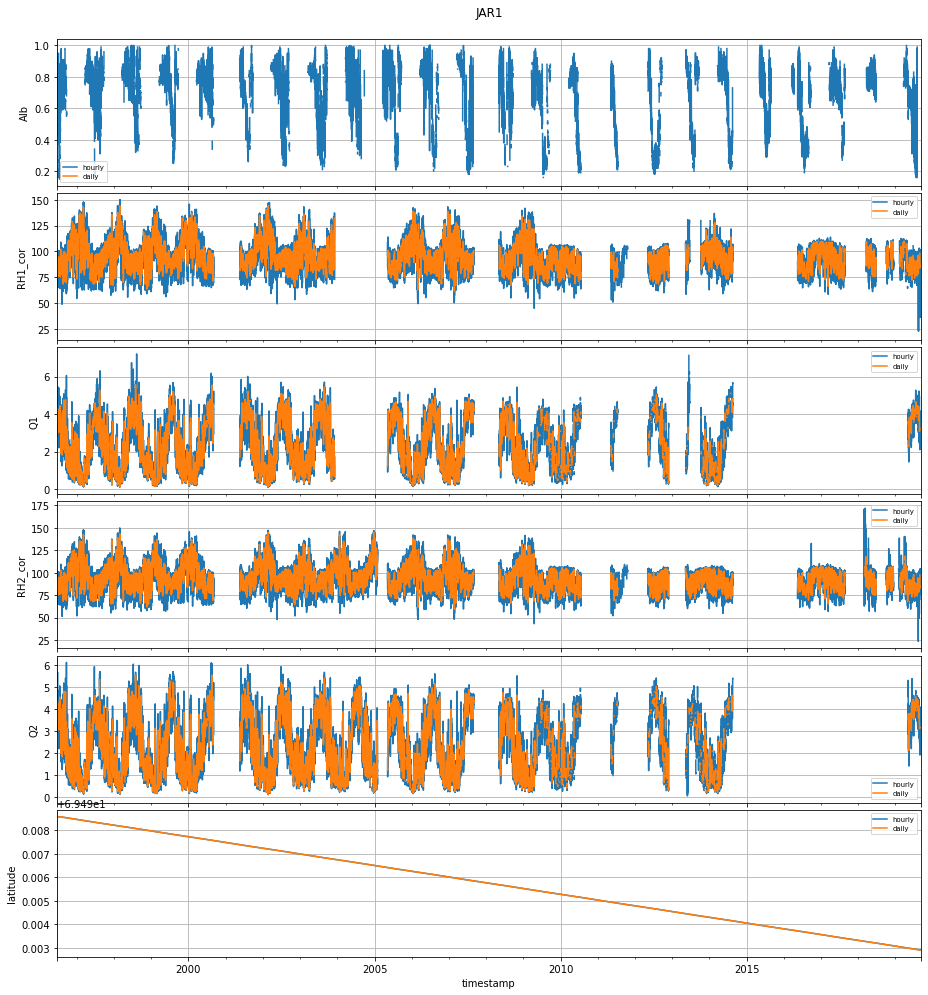 JAR1
1.0
0.8
0.6
0.4
0.2
Alb
hourly
daily
150
125
100
75
50
25
RH1_cor
hourly
daily
6
4
2
0
Q1
hourly
daily
175
150
125
100
75
50
25
RH2_cor
hourly
daily
6
5
4
3
2
1
0
Q2
hourly
daily
+6.949e1
0.008
0.007
0.006
0.005
0.004
0.003
latitude
hourly
daily
2000 2005 2010 2015
timestamp